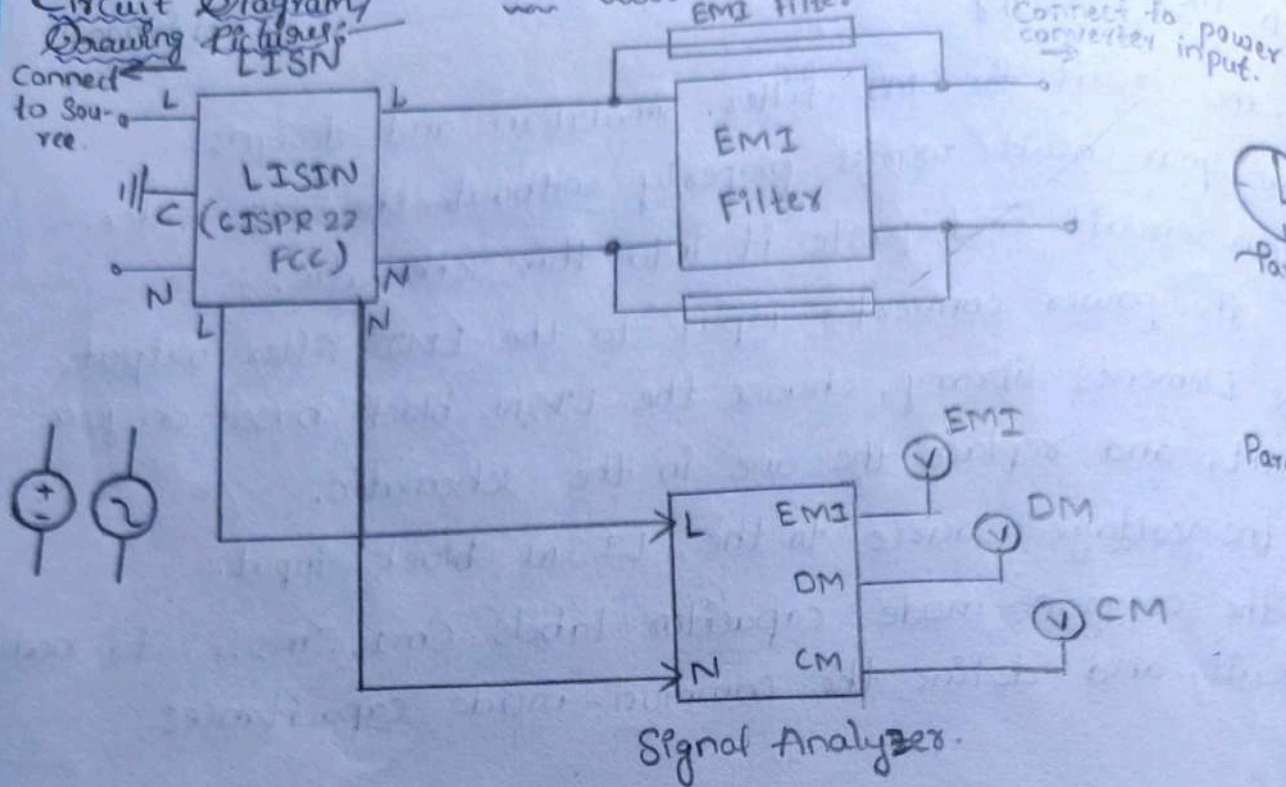 Circuit Diagram/
Drawing Pictures:
LISN
Connect
to Sou-
rce.
L
C
N
LISIN
(CISPR 22
FCC)
L
N
L
N
EMI Filter
EMI
Filter
Connect to power
converter input.
EMI
DM
CM
L
N
EMI
DM
CM
Signal Analyzer.
Par